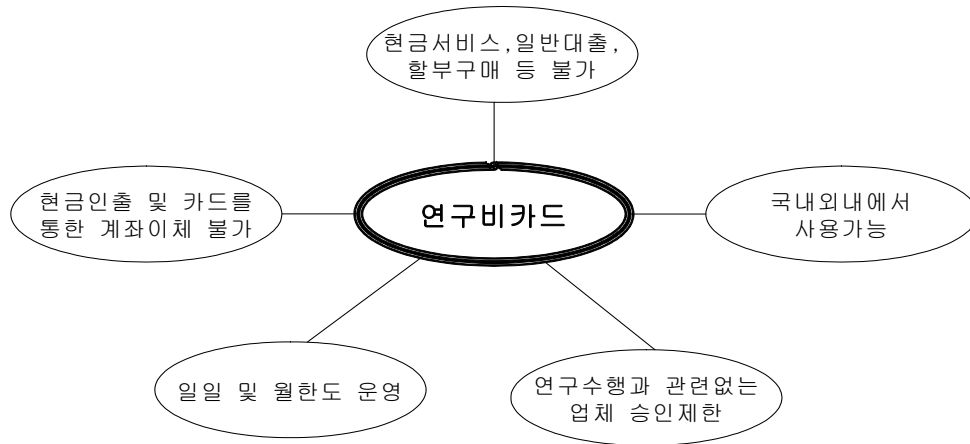 현금서비스,일반대출,
할부구매 등 불가
현금인출 및 카드를
통한 계좌이체 불가
연구비카드
국내외내에서
사용가능
일일 및 월한도 운영
연구수행과 관련없는
업체 승인제한